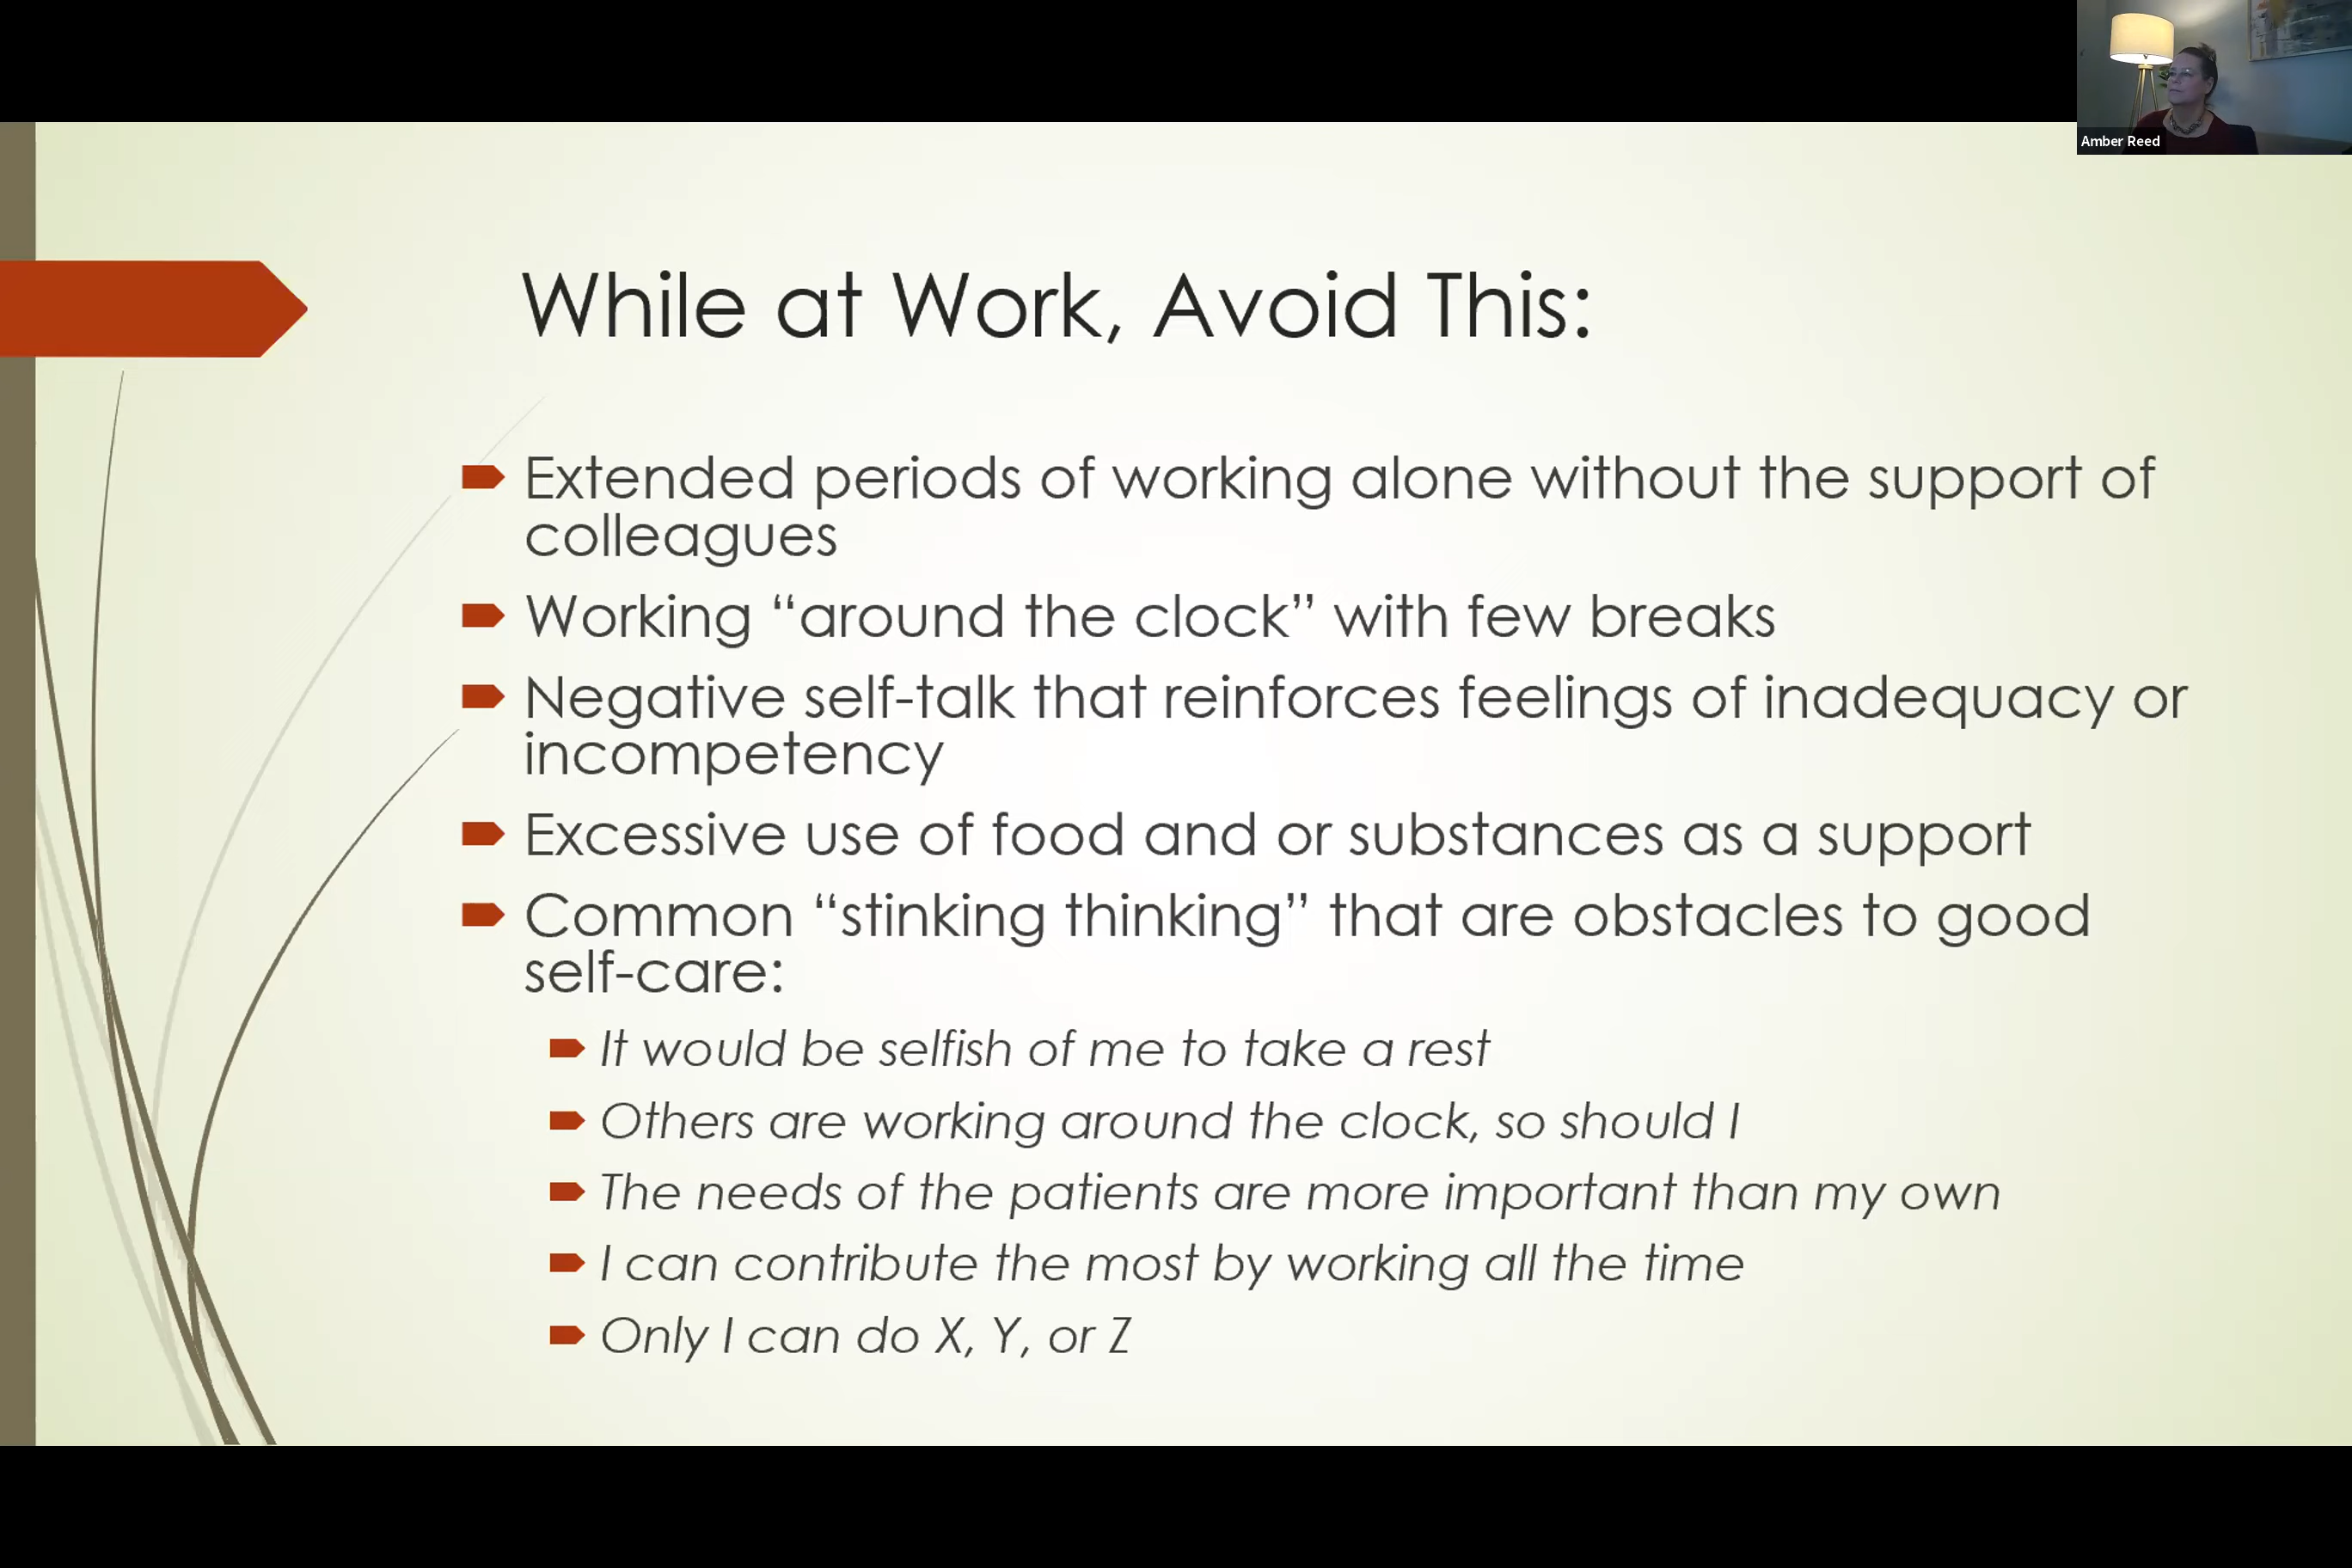 Amber Reed
While at Work, Avoid This:
Extended periods of working alone without the support of
colleagues
Working “around the clock” with few breaks
Negative self-talk that reinforces feelings of inadequacy or
incompetency
Excessive use of food and or substances as a support
Common “stinking thinking” that are obstacles to good
self-care:
It would be selfish of me to take a rest
Others are working around the clock, so should I
The needs of the patients are more important than my own
I can contribute the most by working all the time
Only I can do X, Y, or Z